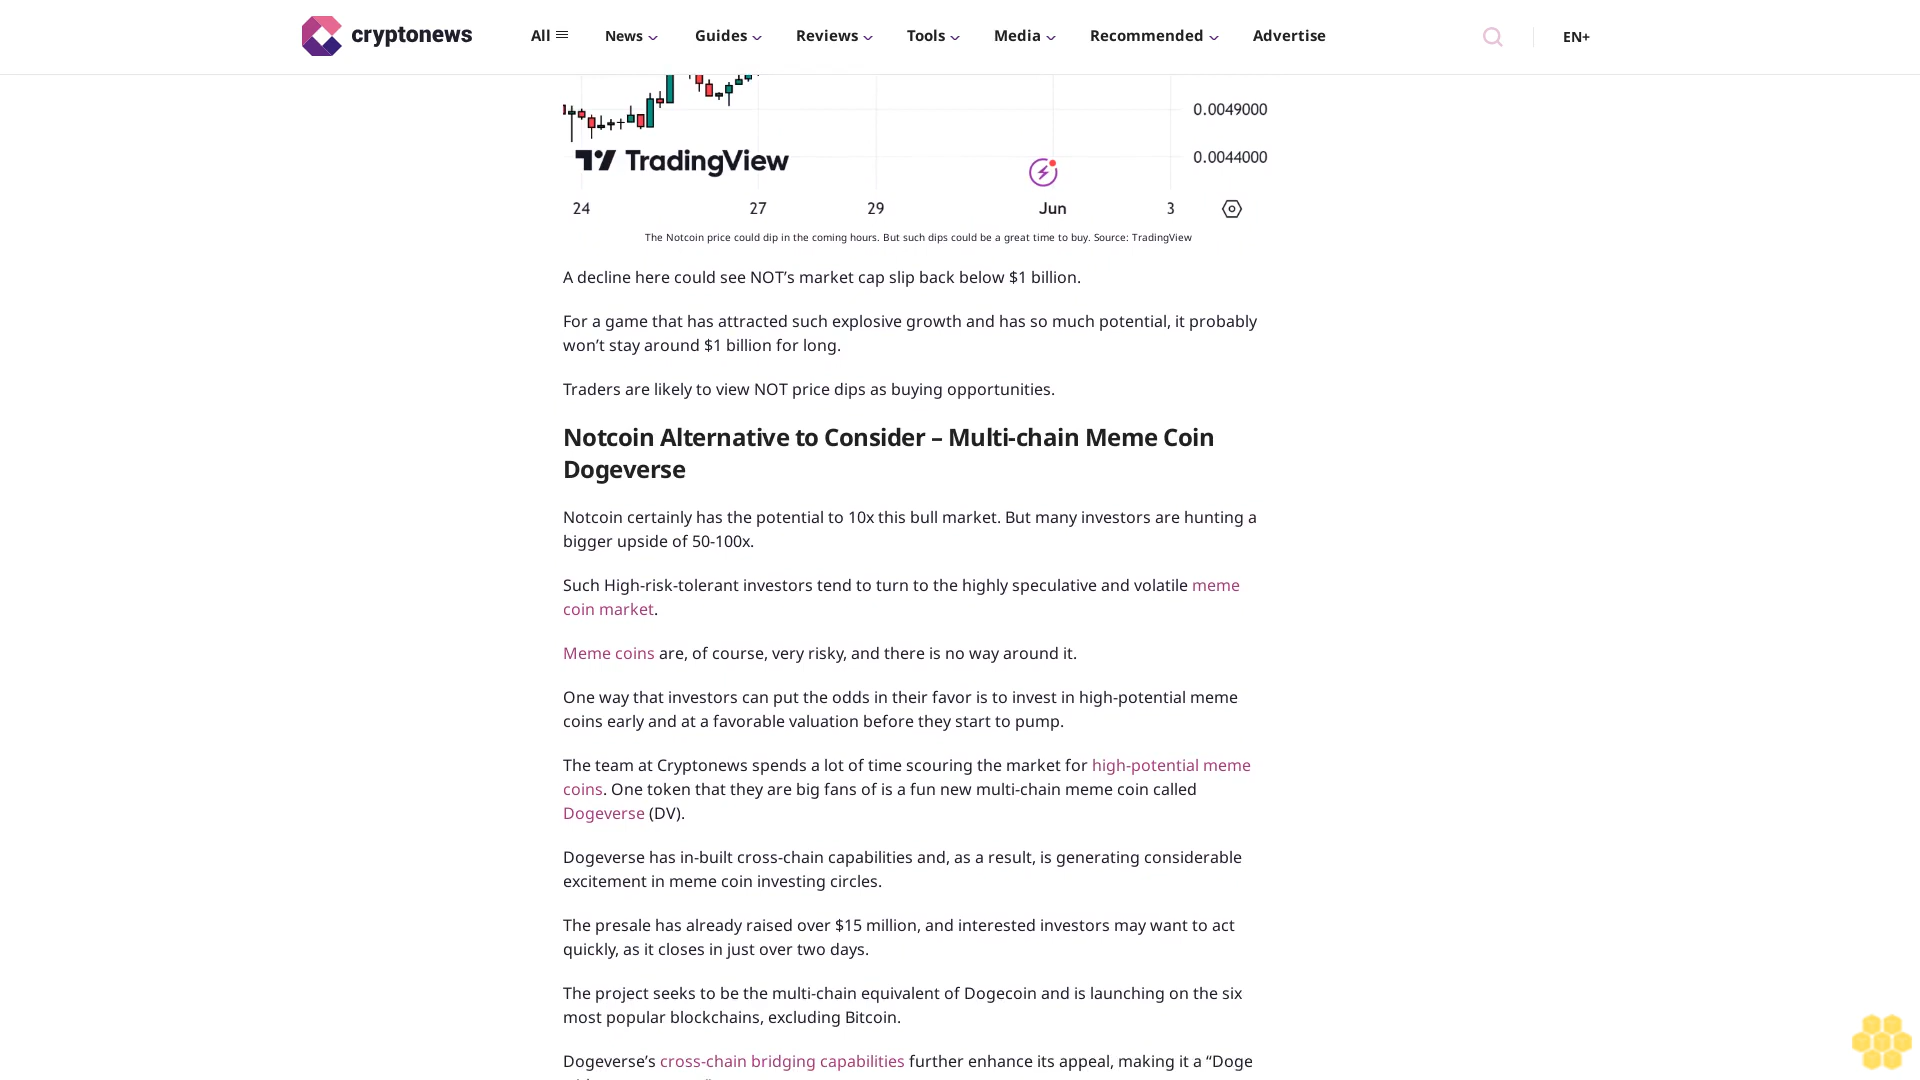 cryptonews
All
News
Guides
Reviews
Tools
Media
Recommended
Advertise
EN+
0.0049000
TradingView
0.0044000
24 27 29 Jun 3
The Notcoin price could dip in the coming hours. But such dips could be a great time to buy. Source: TradingView
A decline here could see NOT’s market cap slip back below $1 billion.
For a game that has attracted such explosive growth and has so much potential, it probably
won’t stay around $1 billion for long.
Traders are likely to view NOT price dips as buying opportunities.
Notcoin Alternative to Consider – Multi-chain Meme Coin
Dogeverse
Notcoin certainly has the potential to 10x this bull market. But many investors are hunting a
bigger upside of 50-100x.
Such High-risk-tolerant investors tend to turn to the highly speculative and volatile meme
coin market.
Meme coins are, of course, very risky, and there is no way around it.
One way that investors can put the odds in their favor is to invest in high-potential meme
coins early and at a favorable valuation before they start to pump.
The team at Cryptonews spends a lot of time scouring the market for high-potential meme
coins. One token that they are big fans of is a fun new multi-chain meme coin called
Dogeverse (DV).
Dogeverse has in-built cross-chain capabilities and, as a result, is generating considerable
excitement in meme coin investing circles.
The presale has already raised over $15 million, and interested investors may want to act
quickly, as it closes in just over two days.
The project seeks to be the multi-chain equivalent of Dogecoin and is launching on the six
most popular blockchains, excluding Bitcoin.
Dogeverse’s cross-chain bridging capabilities further enhance its appeal, making it a “Doge